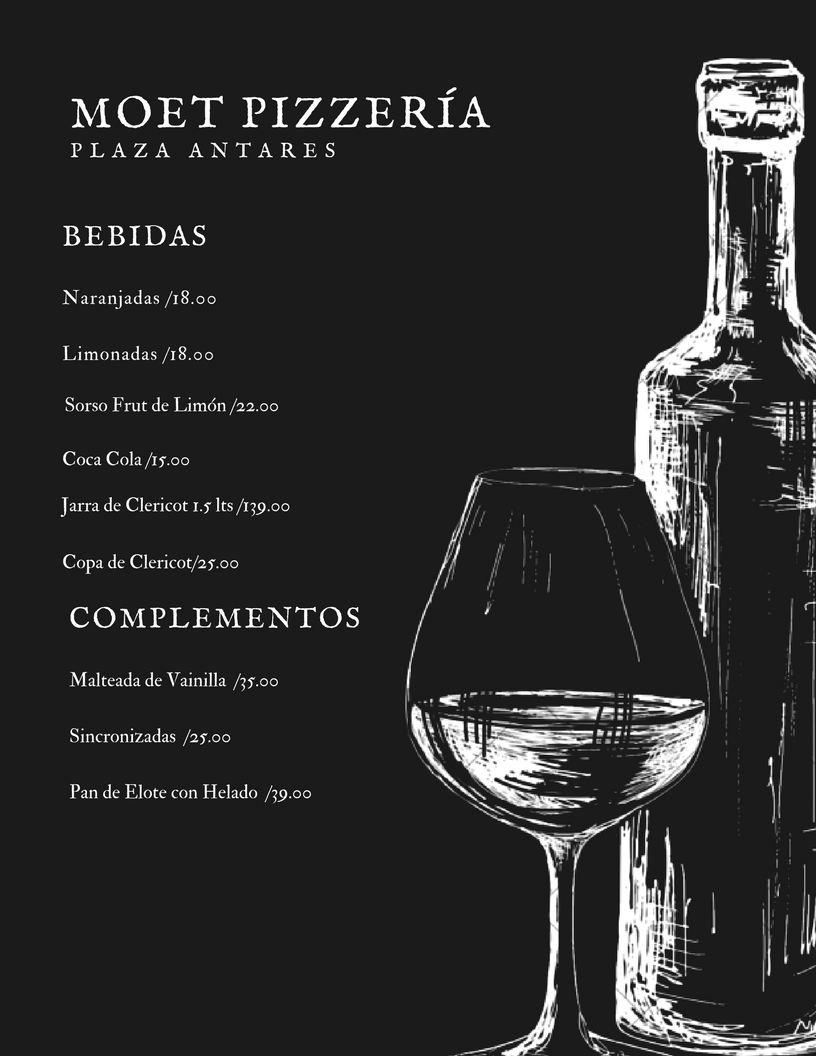 MOET PIZZERÍA
PLAZA ANTARES
BEBIDAS
Naranjadas /18.00
Limonadas /18.00
Sorso Frut de Limón /22.00
Coca Cola /15.00
Jarra de Clericot 1.5 lts /139.00
Copa de Clericot/25.00
COMPLEMENTOS
Malteada de Vainilla /35.00
Sincronizadas /25.00
Pan de Elote con Helado /39.00